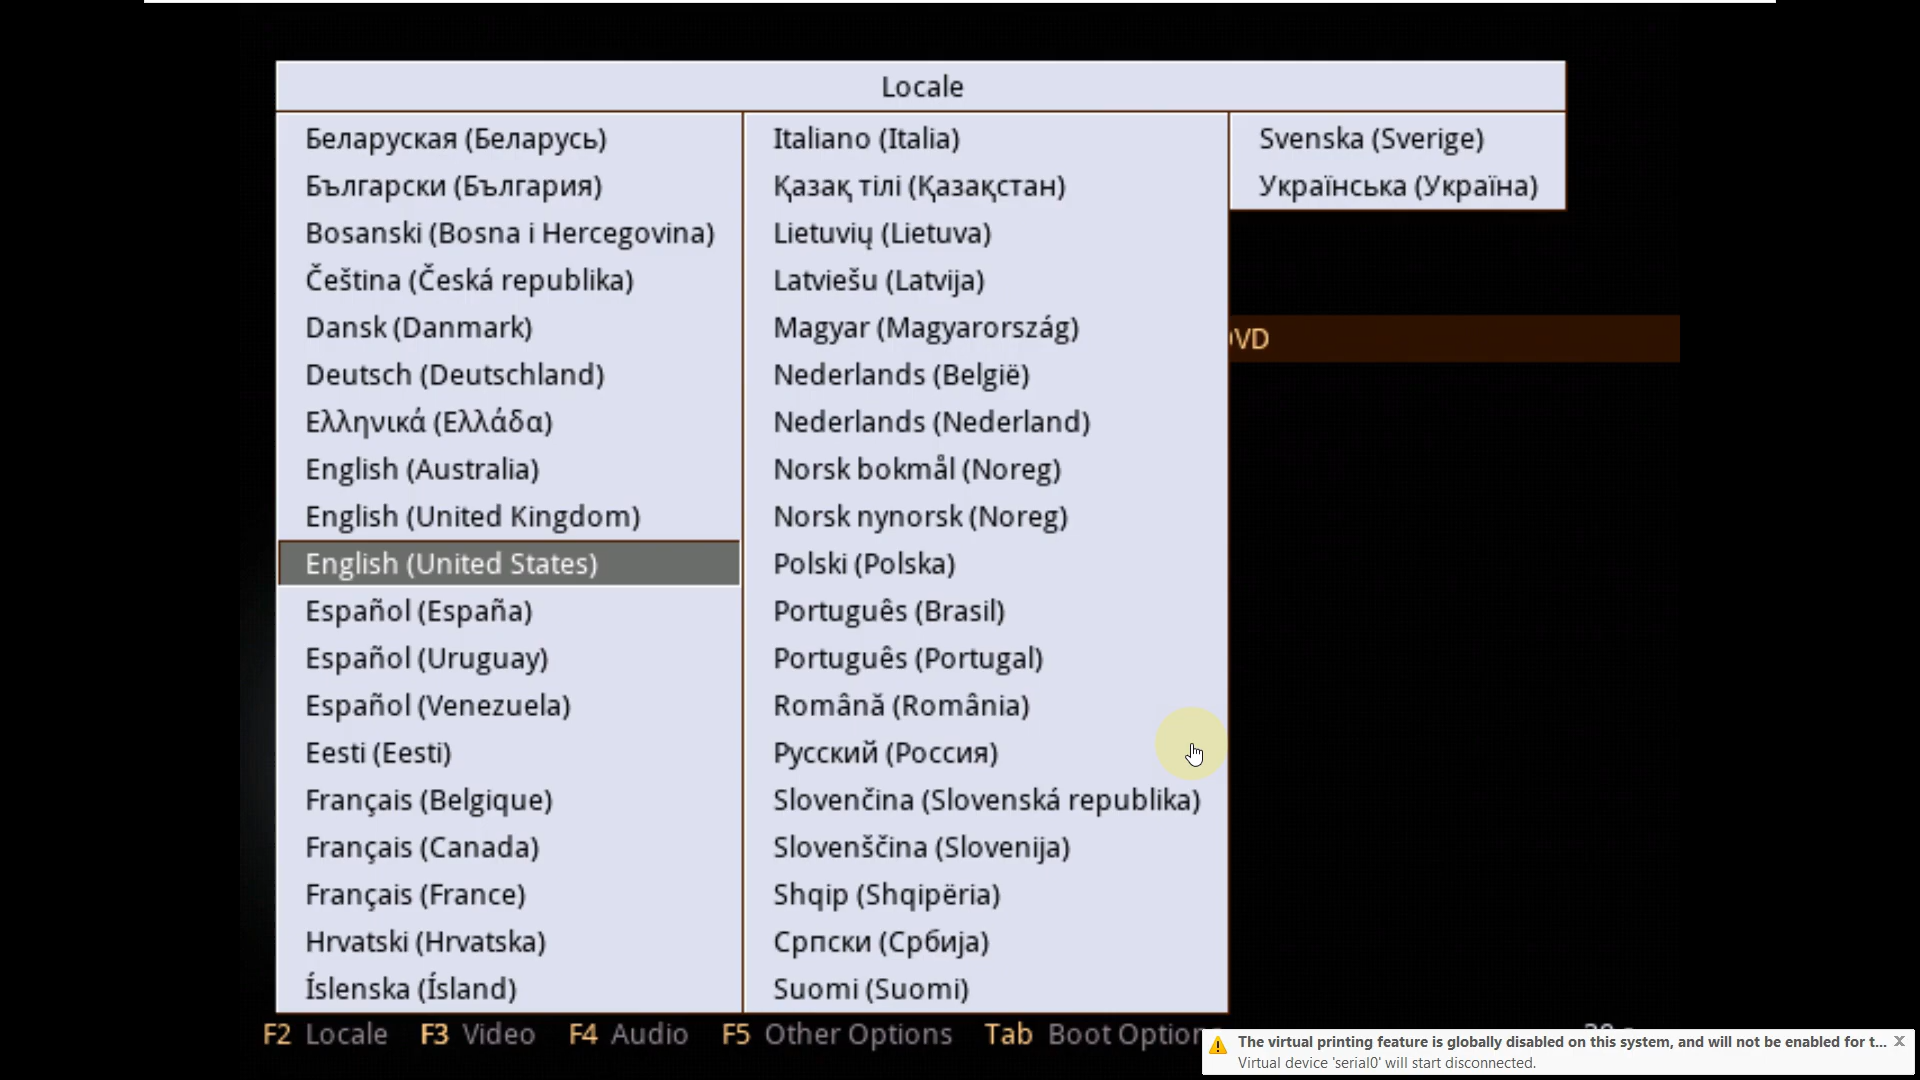 Locale
Беларуская (Беларусь)
Български (България)
Bosanski (Bosna i Hercegovina)
Čeština (Česká republika)
Dansk (Danmark)
Deutsch (Deutschland)
Ελληνικά (Ελλάδα)
English (Australia)
English (United Kingdom)
English (United States)
Español (España)
Español (Uruguay)
Español (Venezuela)
Eesti (Eesti)
Français (Belgique)
Français (Canada)
Français (France)
Hrvatski (Hrvatska)
Íslenska (Ísland)
Italiano (Italia)
Қазақ тілі (Қазақстан)
Lietuvių (Lietuva)
Latviešu (Latvija)
Magyar (Magyarország)
Nederlands (België)
Nederlands (Nederland)
Norsk bokmål (Noreg)
Norsk nynorsk (Noreg)
Polski (Polska)
Português (Brasil)
Português (Portugal)
Română (România)
Русский (Россия)
Slovenčina (Slovenská republika)
Slovenščina (Slovenija)
Shqip (Shqipëria)
Српски (Србија)
Suomi (Suomi)
Svenska (Sverige)
Українська (Україна)
VD
F2 Locale F3 Video F4 Audio F5 Other Options Tab Boot Option
The virtual printing feature is globally disabled on this system, and will not be enabled for t...
Virtual device 'serial0' will start disconnected.